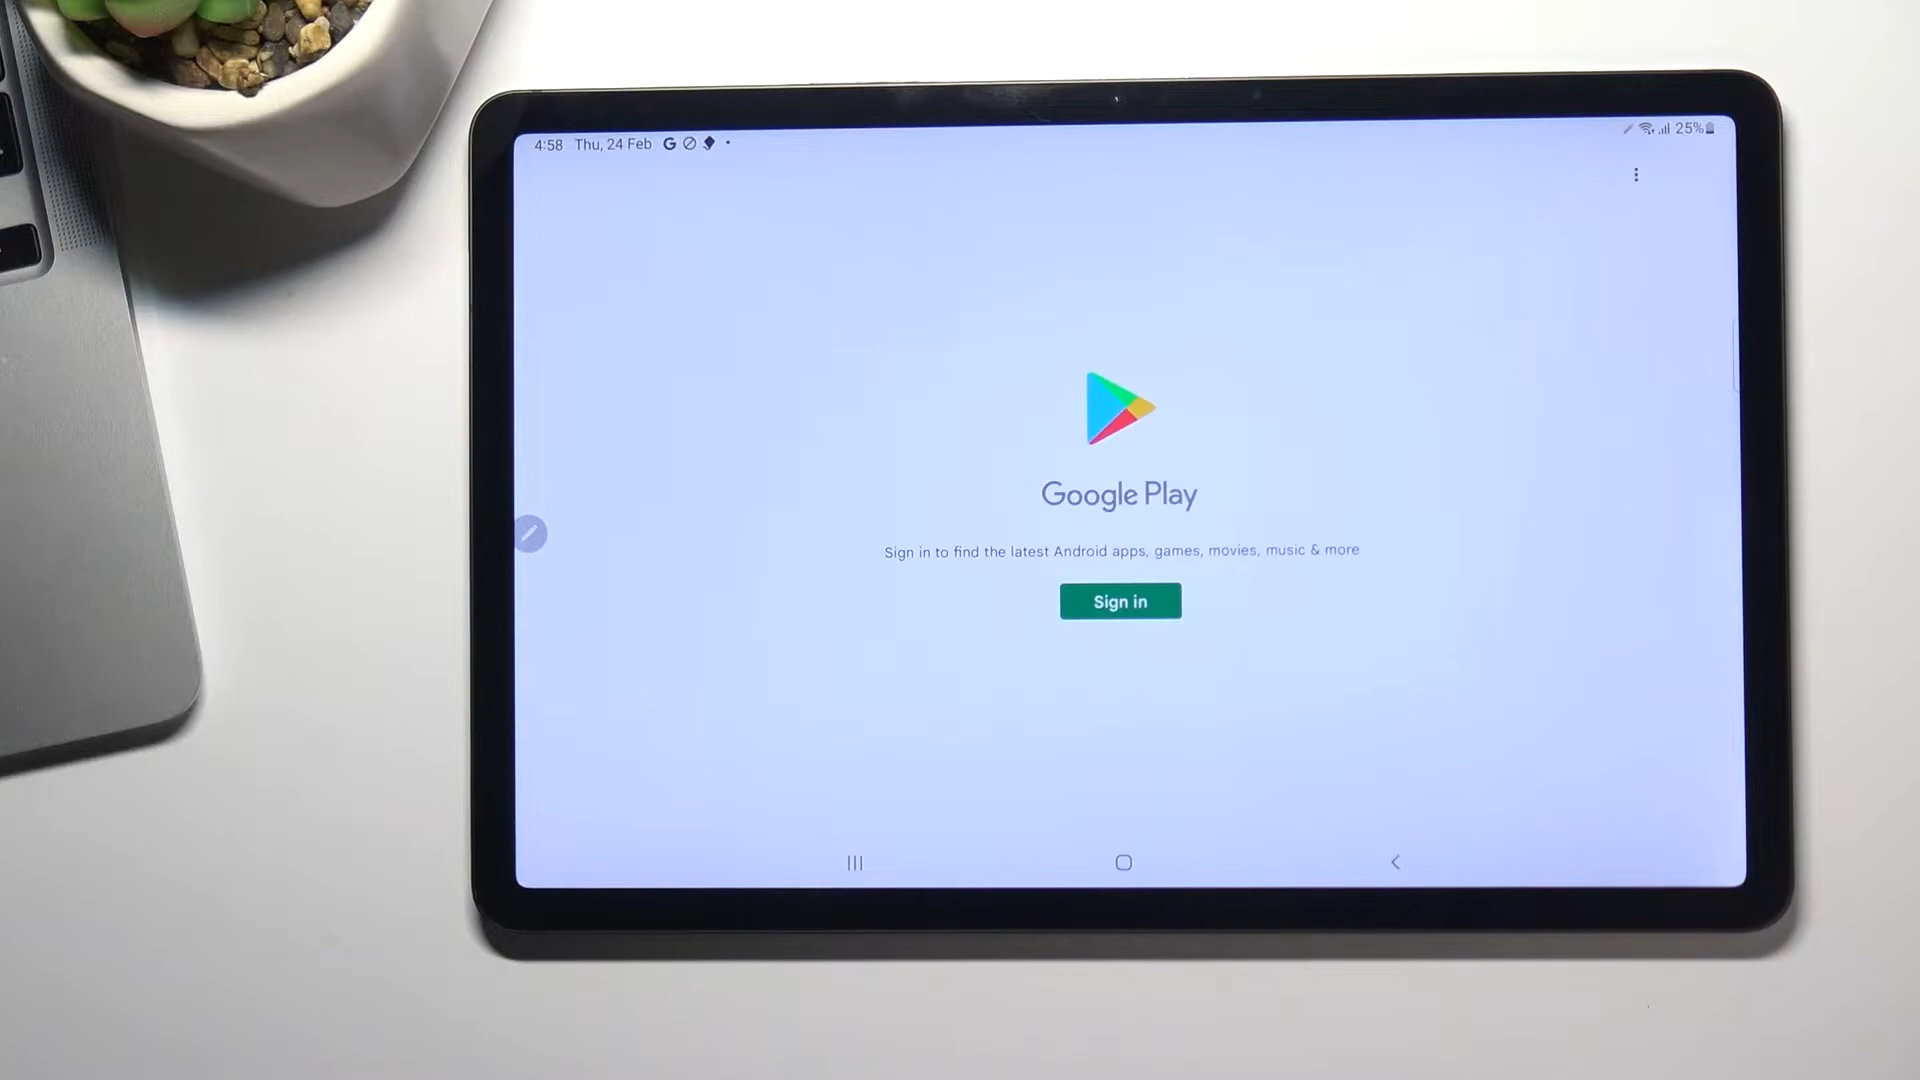 4:58 Thu, 24 Feb G
25%
Google Play
Sign in to find the latest Android apps, games, movies, music & more
Sign in